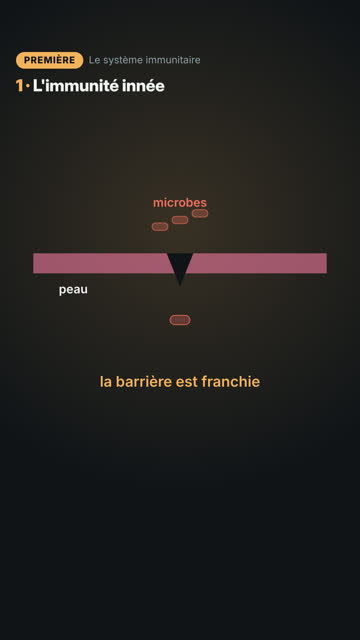 PREMIÈRE Le système immunitaire
1· L'immunité innée
microbes
peau
la barrière est franchie